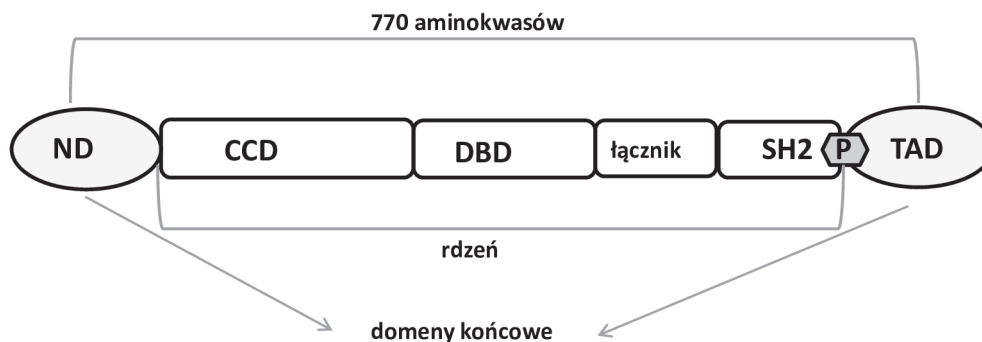 770 aminokwasów
ND CCD DBD łącznik SH2 P TAD
rdzeń
domeny końcowe